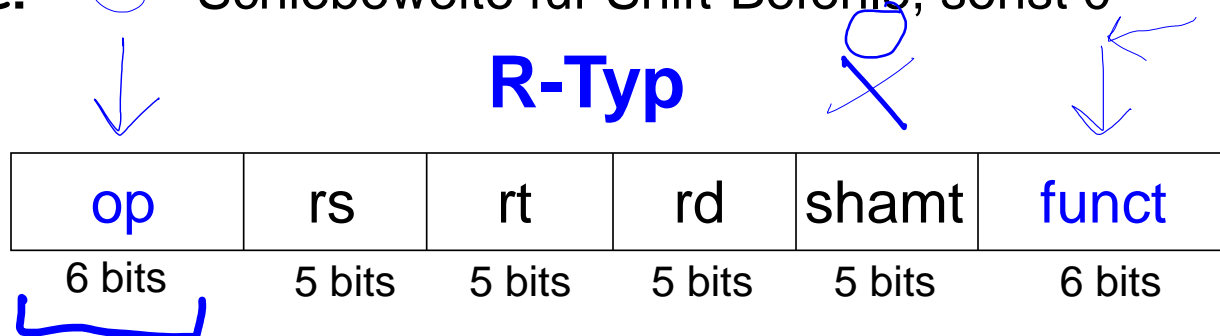 Schiebeweite für Shift-Befehle, sonst 0
R-Typ
op rs rt rd shamt funct
6 bits 5 bits 5 bits 5 bits 5 bits 6 bits